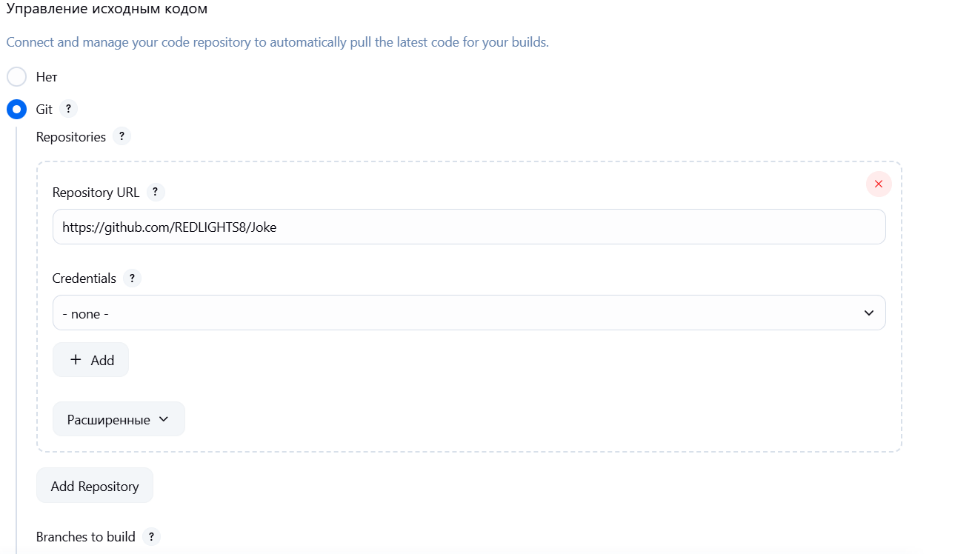 Управление исходным кодом
Connect and manage your code repository to automatically pull the latest code for your builds.
Нет
Git ?
Repositories ?
Repository URL ?
https://github.com/REDLIGHTS8/Joke
Credentials ?
- none -
+ Add
Расширенные
Add Repository
Branches to build ?